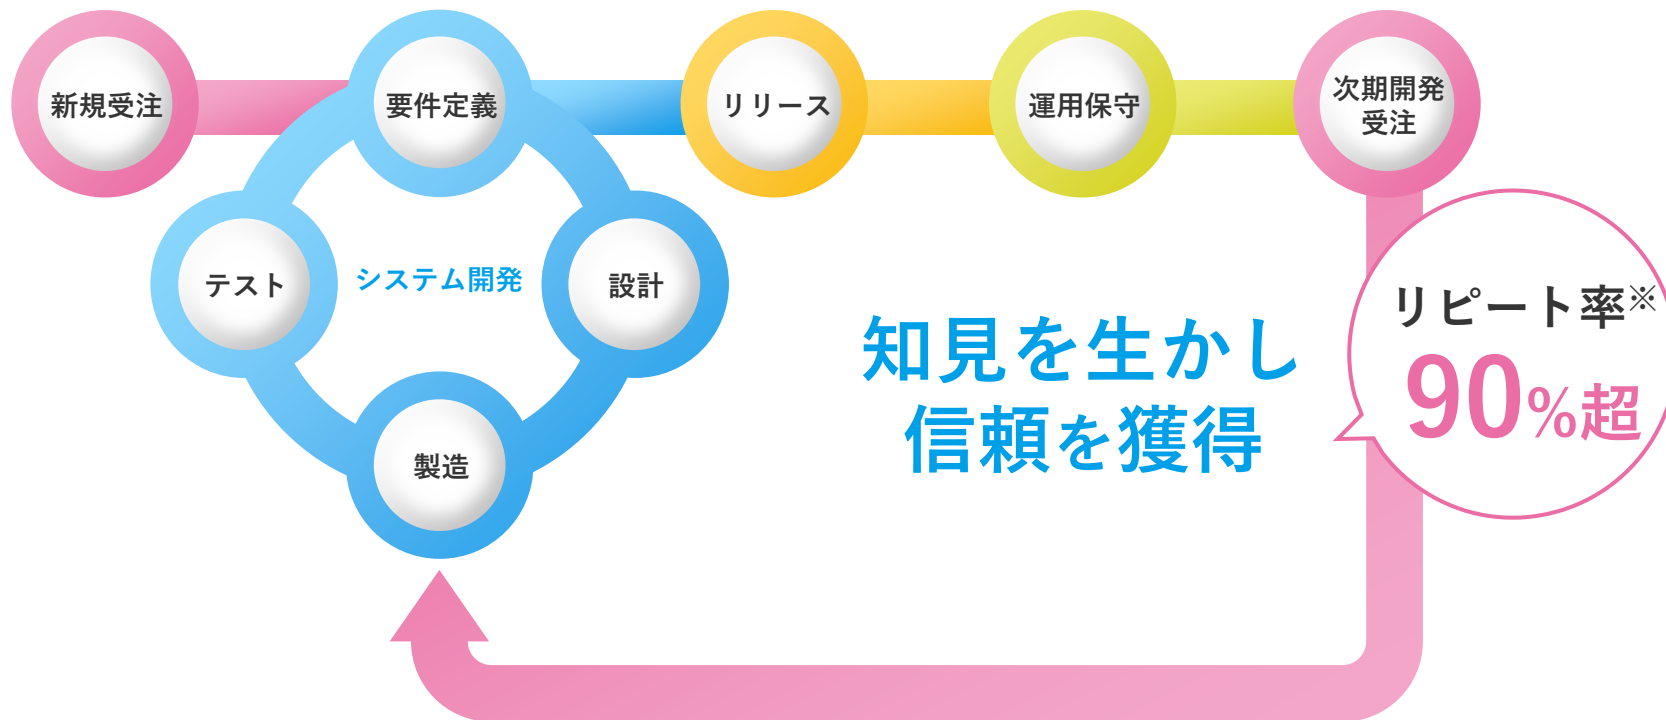 新規受注
要件定義
リリース
運用保守
次期開発
受注
テスト
システム開発
設計
製造
知見を生かし
信頼を獲得
リピート率※
90%超